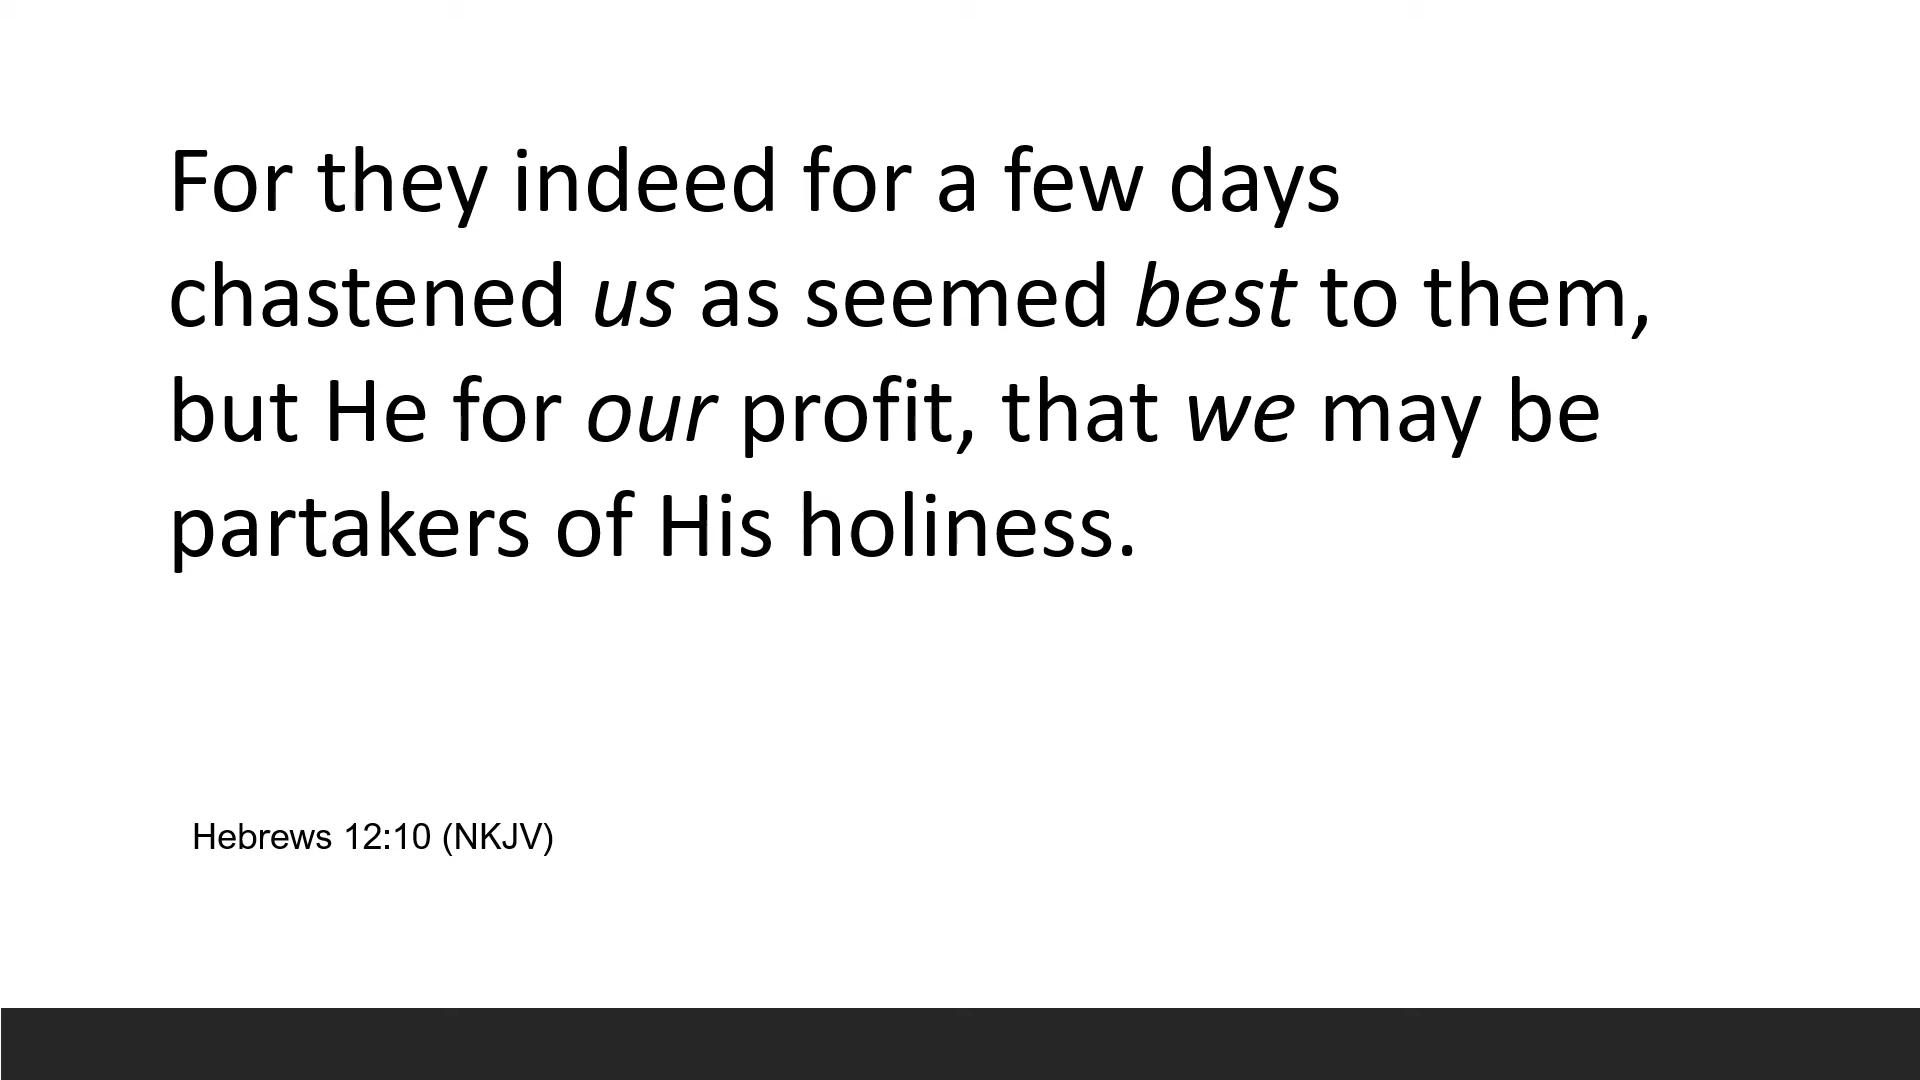 For they indeed for a few days
chastened us as seemed best to them,
but He for our profit, that we may be
partakers of His holiness.
Hebrews 12:10 (NKJV)